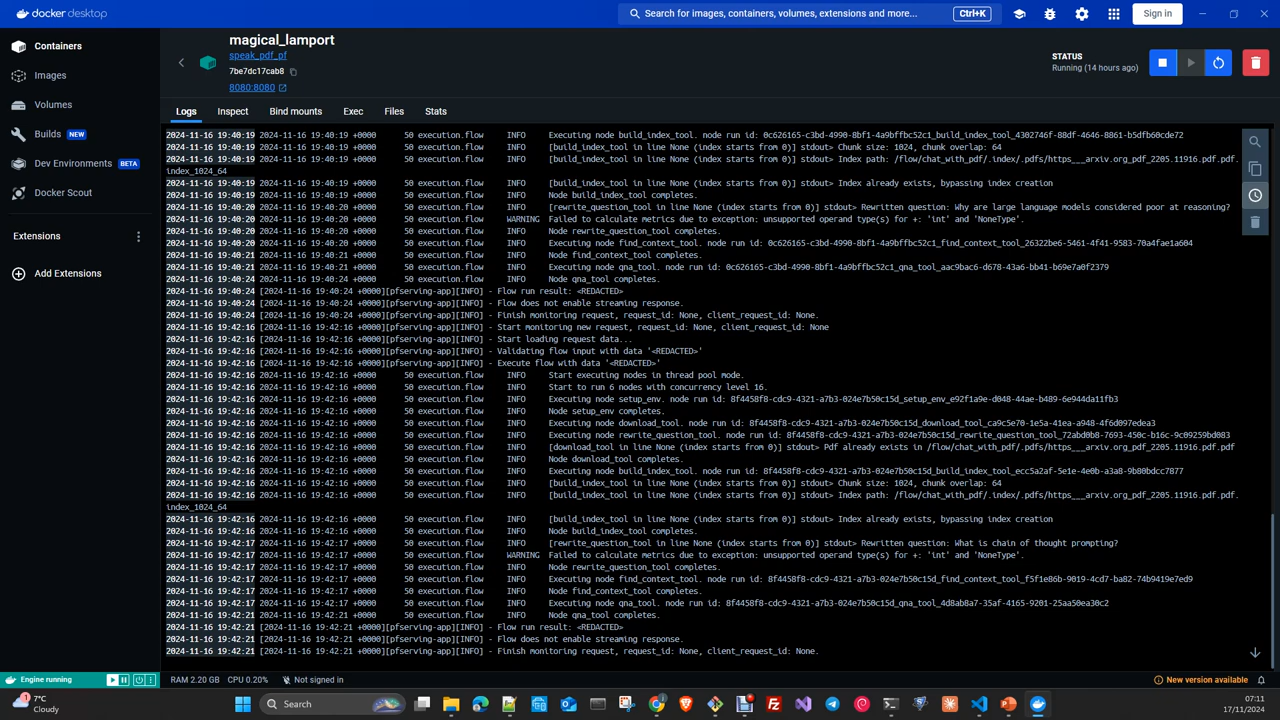 docker desktop
Search for images, containers, volumes, extensions and more...
Ctrl+K
Sign in
Containers
Images
Volumes
Builds NEW
Dev Environments BETA
Docker Scout
Extensions
Add Extensions
magical_lamport
speak_pdf_pf
7be7dc17cab8
8080:8080
STATUS
Running (14 hours ago)
Logs Inspect Bind mounts Exec Files Stats
2024-11-16 19:40:19 2024-11-16 19:40:19 +0000 50 execution.flow INFO Executing node build_index_tool. node run id: 0c626165-c3bd-4990-8bf1-4a9bffbc52c1_build_index_tool_4302746f-88df-4646-8861-b5dfb60cde72
2024-11-16 19:40:19 2024-11-16 19:40:19 +0000 50 execution.flow INFO [build_index_tool in line None (index starts from 0)] stdout> Chunk size: 1024, chunk overlap: 64
2024-11-16 19:40:19 2024-11-16 19:40:19 +0000 50 execution.flow INFO [build_index_tool in line None (index starts from 0)] stdout> Index path: /flow/chat_with_pdf/.index/.pdfs/https___arxiv.org_pdf_2205.11916.pdf.pdf.
index_1024_64
2024-11-16 19:40:19 2024-11-16 19:40:19 +0000 50 execution.flow INFO [build_index_tool in line None (index starts from 0)] stdout> Index already exists, bypassing index creation
2024-11-16 19:40:19 2024-11-16 19:40:19 +0000 50 execution.flow INFO Node build_index_tool completes.
2024-11-16 19:40:20 2024-11-16 19:40:20 +0000 50 execution.flow INFO [rewrite_question_tool in line None (index starts from 0)] stdout> Rewritten question: Why are large language models considered poor at reasoning?
2024-11-16 19:40:20 2024-11-16 19:40:20 +0000 50 execution.flow WARNING Failed to calculate metrics due to exception: unsupported operand type(s) for +: 'int' and 'NoneType'.
2024-11-16 19:40:20 2024-11-16 19:40:20 +0000 50 execution.flow INFO Node rewrite_question_tool completes.
2024-11-16 19:40:20 2024-11-16 19:40:20 +0000 50 execution.flow INFO Executing node find_context_tool. node run id: 0c626165-c3bd-4990-8bf1-4a9bffbc52c1_find_context_tool_26322be6-5461-4f41-9583-70a4fae1a604
2024-11-16 19:40:21 2024-11-16 19:40:21 +0000 50 execution.flow INFO Node find_context_tool completes.
2024-11-16 19:40:21 2024-11-16 19:40:21 +0000 50 execution.flow INFO Executing node qna_tool. node run id: 0c626165-c3bd-4990-8bf1-4a9bffbc52c1_qna_tool_aac9bac6-d678-43a6-bb41-b69e7a0f2379
2024-11-16 19:40:24 2024-11-16 19:40:24 +0000 50 execution.flow INFO Node qna_tool completes.
2024-11-16 19:40:24 [2024-11-16 19:40:24 +0000][pfserving-app][INFO] - Flow run result: <REDACTED>
2024-11-16 19:40:24 [2024-11-16 19:40:24 +0000][pfserving-app][INFO] - Flow does not enable streaming response.
2024-11-16 19:40:24 [2024-11-16 19:40:24 +0000][pfserving-app][INFO] - Finish monitoring request, request_id: None, client_request_id: None.
2024-11-16 19:42:16 [2024-11-16 19:42:16 +0000][pfserving-app][INFO] - Start monitoring new request, request_id: None, client_request_id: None
2024-11-16 19:42:16 [2024-11-16 19:42:16 +0000][pfserving-app][INFO] - Start loading request data...
2024-11-16 19:42:16 [2024-11-16 19:42:16 +0000][pfserving-app][INFO] - Validating flow input with data '<REDACTED>'
2024-11-16 19:42:16 [2024-11-16 19:42:16 +0000][pfserving-app][INFO] - Execute flow with data '<REDACTED>'
2024-11-16 19:42:16 2024-11-16 19:42:16 +0000 50 execution.flow INFO Start executing nodes in thread pool mode.
2024-11-16 19:42:16 2024-11-16 19:42:16 +0000 50 execution.flow INFO Start to run 6 nodes with concurrency level 16.
2024-11-16 19:42:16 2024-11-16 19:42:16 +0000 50 execution.flow INFO Executing node setup_env. node run id: 8f4458f8-cdc9-4321-a7b3-024e7b50c15d_setup_env_e92f1a9e-d048-44ae-b489-6e944da11fb3
2024-11-16 19:42:16 2024-11-16 19:42:16 +0000 50 execution.flow INFO Node setup_env completes.
2024-11-16 19:42:16 2024-11-16 19:42:16 +0000 50 execution.flow INFO Executing node download_tool. node run id: 8f4458f8-cdc9-4321-a7b3-024e7b50c15d_download_tool_ca9c5e70-1e5a-41ea-a948-4f6d097edea3
2024-11-16 19:42:16 2024-11-16 19:42:16 +0000 50 execution.flow INFO Executing node rewrite_question_tool. node run id: 8f4458f8-cdc9-4321-a7b3-024e7b50c15d_rewrite_question_tool_72abd0b8-7693-450c-b16c-9c09259bd083
2024-11-16 19:42:16 2024-11-16 19:42:16 +0000 50 execution.flow INFO [download_tool in line None (index starts from 0)] stdout> Pdf already exists in /flow/chat_with_pdf/.pdfs/https___arxiv.org_pdf_2205.11916.pdf.pdf
2024-11-16 19:42:16 2024-11-16 19:42:16 +0000 50 execution.flow INFO Node download_tool completes.
2024-11-16 19:42:16 2024-11-16 19:42:16 +0000 50 execution.flow INFO Executing node build_index_tool. node run id: 8f4458f8-cdc9-4321-a7b3-024e7b50c15d_build_index_tool_ecc5a2af-5e1e-4e0b-a3a8-9b80bdcc7877
2024-11-16 19:42:16 2024-11-16 19:42:16 +0000 50 execution.flow INFO [build_index_tool in line None (index starts from 0)] stdout> Chunk size: 1024, chunk overlap: 64
2024-11-16 19:42:16 2024-11-16 19:42:16 +0000 50 execution.flow INFO [build_index_tool in line None (index starts from 0)] stdout> Index path: /flow/chat_with_pdf/.index/.pdfs/https___arxiv.org_pdf_2205.11916.pdf.pdf.
index_1024_64
2024-11-16 19:42:16 2024-11-16 19:42:16 +0000 50 execution.flow INFO [build_index_tool in line None (index starts from 0)] stdout> Index already exists, bypassing index creation
2024-11-16 19:42:16 2024-11-16 19:42:16 +0000 50 execution.flow INFO Node build_index_tool completes.
2024-11-16 19:42:17 2024-11-16 19:42:17 +0000 50 execution.flow INFO [rewrite_question_tool in line None (index starts from 0)] stdout> Rewritten question: What is chain of thought prompting?
2024-11-16 19:42:17 2024-11-16 19:42:17 +0000 50 execution.flow WARNING Failed to calculate metrics due to exception: unsupported operand type(s) for +: 'int' and 'NoneType'.
2024-11-16 19:42:17 2024-11-16 19:42:17 +0000 50 execution.flow INFO Node rewrite_question_tool completes.
2024-11-16 19:42:17 2024-11-16 19:42:17 +0000 50 execution.flow INFO Executing node find_context_tool. node run id: 8f4458f8-cdc9-4321-a7b3-024e7b50c15d_find_context_tool_f5f1e86b-9019-4cd7-ba82-74b9419e7ed9
2024-11-16 19:42:17 2024-11-16 19:42:17 +0000 50 execution.flow INFO Node find_context_tool completes.
2024-11-16 19:42:17 2024-11-16 19:42:17 +0000 50 execution.flow INFO Executing node qna_tool. node run id: 8f4458f8-cdc9-4321-a7b3-024e7b50c15d_qna_tool_4d8ab8a7-35af-4165-9201-25aa50ea30c2
2024-11-16 19:42:21 2024-11-16 19:42:21 +0000 50 execution.flow INFO Node qna_tool completes.
2024-11-16 19:42:21 [2024-11-16 19:42:21 +0000][pfserving-app][INFO] - Flow run result: <REDACTED>
2024-11-16 19:42:21 [2024-11-16 19:42:21 +0000][pfserving-app][INFO] - Flow does not enable streaming response.
2024-11-16 19:42:21 [2024-11-16 19:42:21 +0000][pfserving-app][INFO] - Finish monitoring request, request_id: None, client_request_id: None.
Engine running
RAM 2.20 GB CPU 0.20% Not signed in
New version available
7°C
Cloudy
Search
07:11
17/11/2024